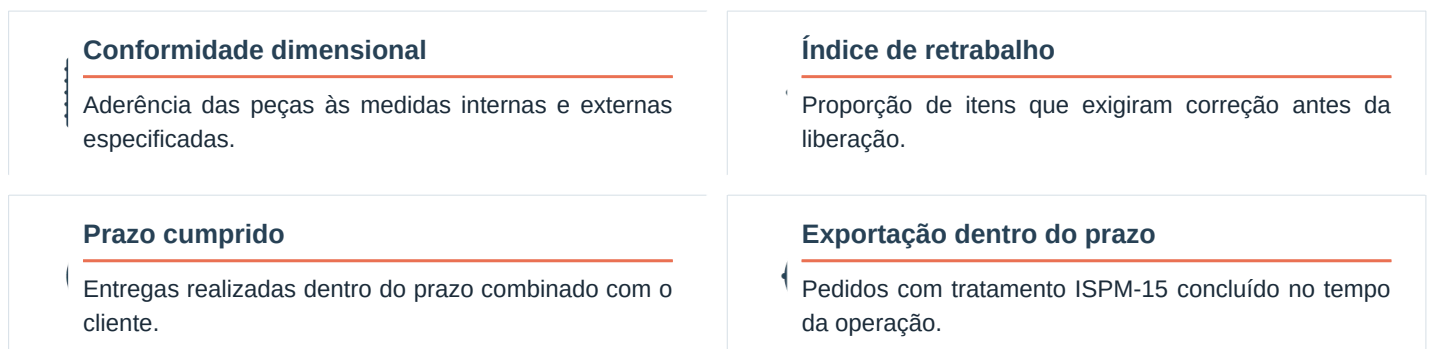 Conformidade dimensional
Aderência das peças às medidas internas e externas
especificadas.
Índice de retrabalho
Proporção de itens que exigiram correção antes da
liberação.
Prazo cumprido
Entregas realizadas dentro do prazo combinado com o
cliente.
Exportação dentro do prazo
Pedidos com tratamento ISPM-15 concluído no tempo
da operação.